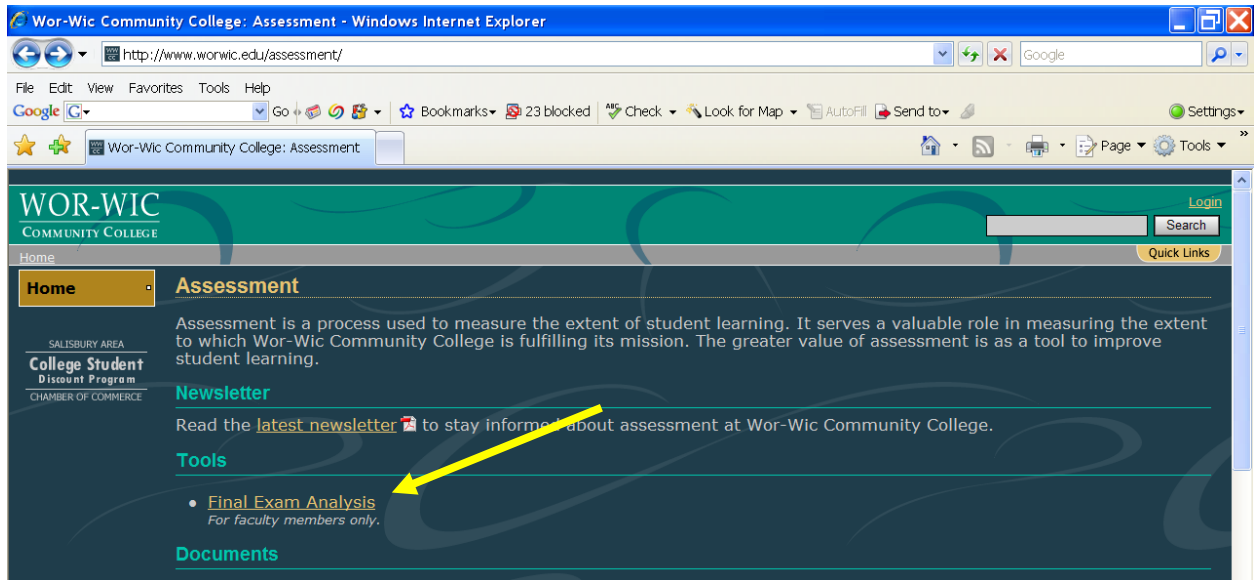 Wor-Wic Community College: Assessment - Windows Internet Explorer
http://www.worwic.edu/assessment/
Google
File Edit View Favorites Tools Help
Google G Go Bookmarks 23 blocked ABC Check Look for Map AutoFill Send to Settings
Wor-Wic Community College: Assessment Page Tools »
WOR-WIC
COMMUNITY COLLEGE
Login
Search
Home
Quick Links
Home
SALISBURY AREA
College Student
Discount Program
CHAMBER OF COMMERCE
Assessment
Assessment is a process used to measure the extent of student learning. It serves a valuable role in measuring the extent
to which Wor-Wic Community College is fulfilling its mission. The greater value of assessment is as a tool to improve
student learning.
Newsletter
Read the latest newsletter to stay informed about assessment at Wor-Wic Community College.
Tools
• Final Exam Analysis
For faculty members only.
Documents